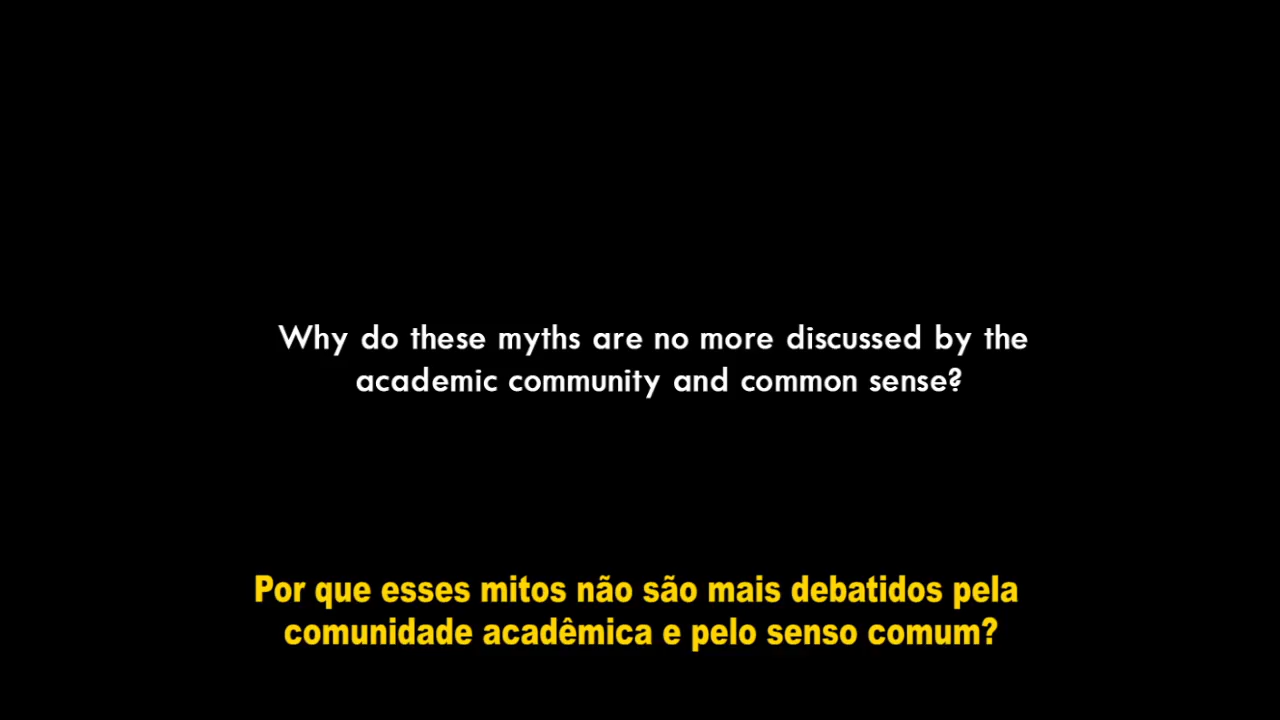 Why do these myths are no more discussed by the
academic community and common sense?
Por que esses mitos não são mais debatidos pela
comunidade acadêmica e pelo senso comum?